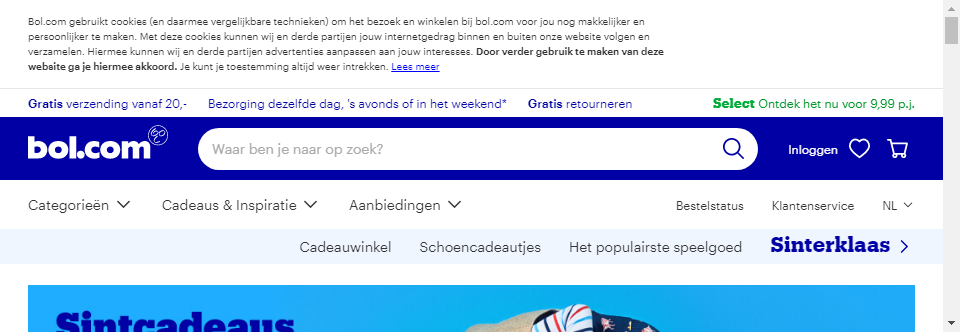 Bol.com gebruikt cookies (en daarmee vergelijkbare technieken) om het bezoek en winkelen bij bol.com voor jou nog makkelijker en
persoonlijker te maken. Met deze cookies kunnen wij en derde partijen jouw internetgedrag binnen en buiten onze website volgen en
verzamelen. Hiermee kunnen wij en derde partijen advertenties aanpassen aan jouw interesses. Door verder gebruik te maken van deze
website ga je hiermee akkoord. Je kunt je toestemming altijd weer intrekken. Lees meer
Gratis verzending vanaf 20,- Bezorging dezelfde dag, 's avonds of in het weekend* Gratis retourneren Select Ontdek het nu voor 9,99 p.j.
bol.com Waar ben je naar op zoek? Inloggen
Categorieën Cadeaus & Inspiratie Aanbiedingen Bestelstatus Klantenservice NL
Cadeauwinkel Schoencadeautjes Het populairste speelgoed Sinterklaas
Sintcadeaus